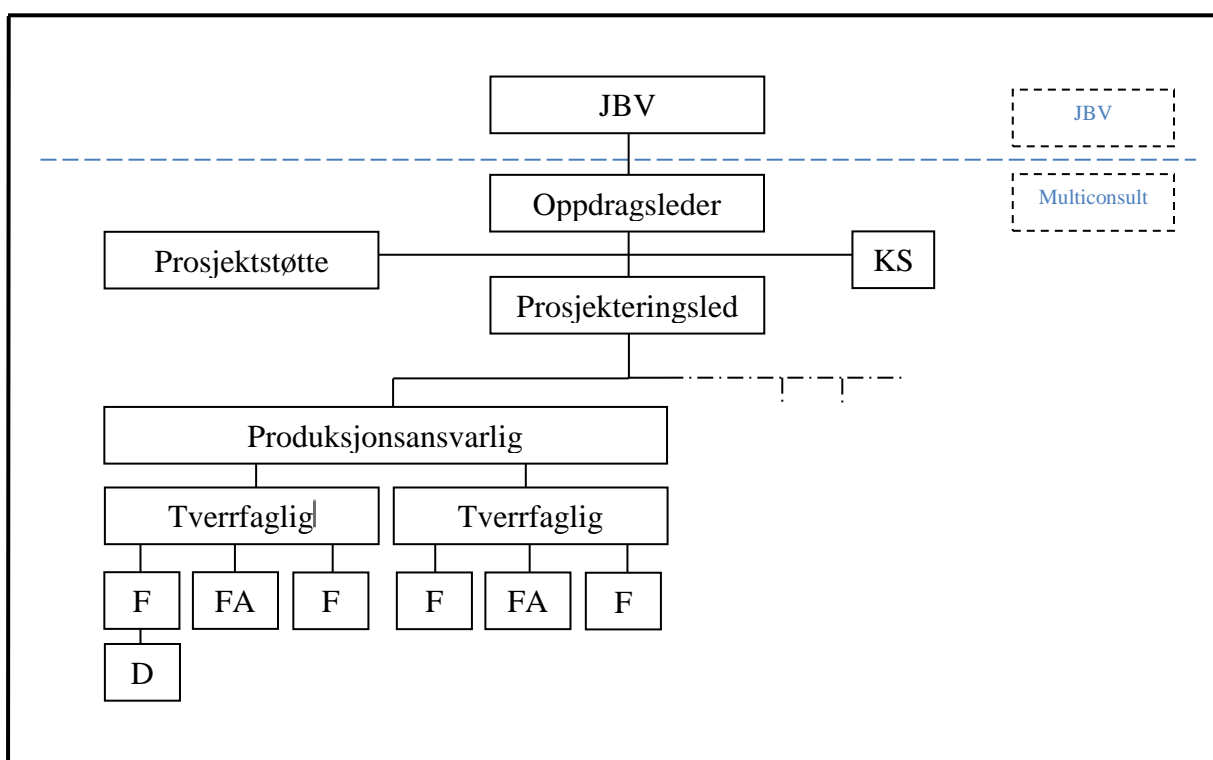 JBV
JBV
Oppdragsleder
Multiconsult
Prosjektstøtte
KS
Prosjekteringsled
Produksjonsansvarlig
Tverrfaglig
Tverrfaglig
F
FA
F
F
FA
F
D